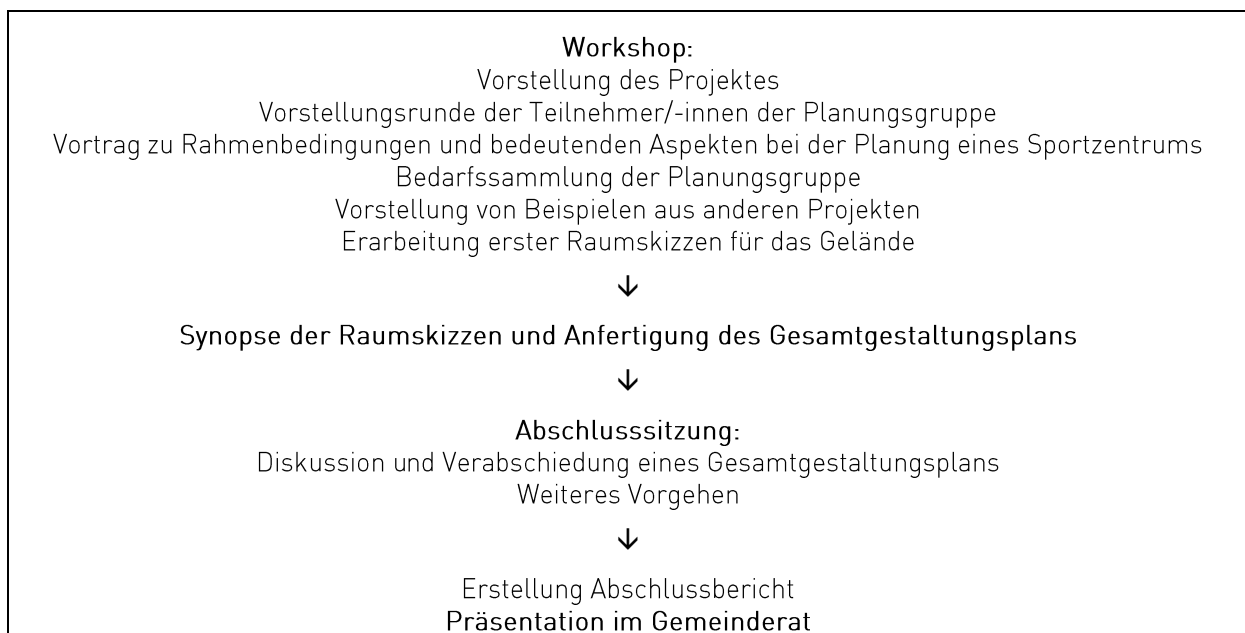 Workshop:
Vorstellung des Projektes
Vorstellungsrunde der Teilnehmer/-innen der Planungsgruppe
Vortrag zu Rahmenbedingungen und bedeutenden Aspekten bei der Planung eines Sportzentrums
Bedarfssammlung der Planungsgruppe
Vorstellung von Beispielen aus anderen Projekten
Erarbeitung erster Raumskizzen für das Gelände
↓
Synopse der Raumskizzen und Anfertigung des Gesamtgestaltungsplans
↓
Abschlusssitzung:
Diskussion und Verabschiedung eines Gesamtgestaltungsplans
Weiteres Vorgehen
↓
Erstellung Abschlussbericht
Präsentation im Gemeinderat